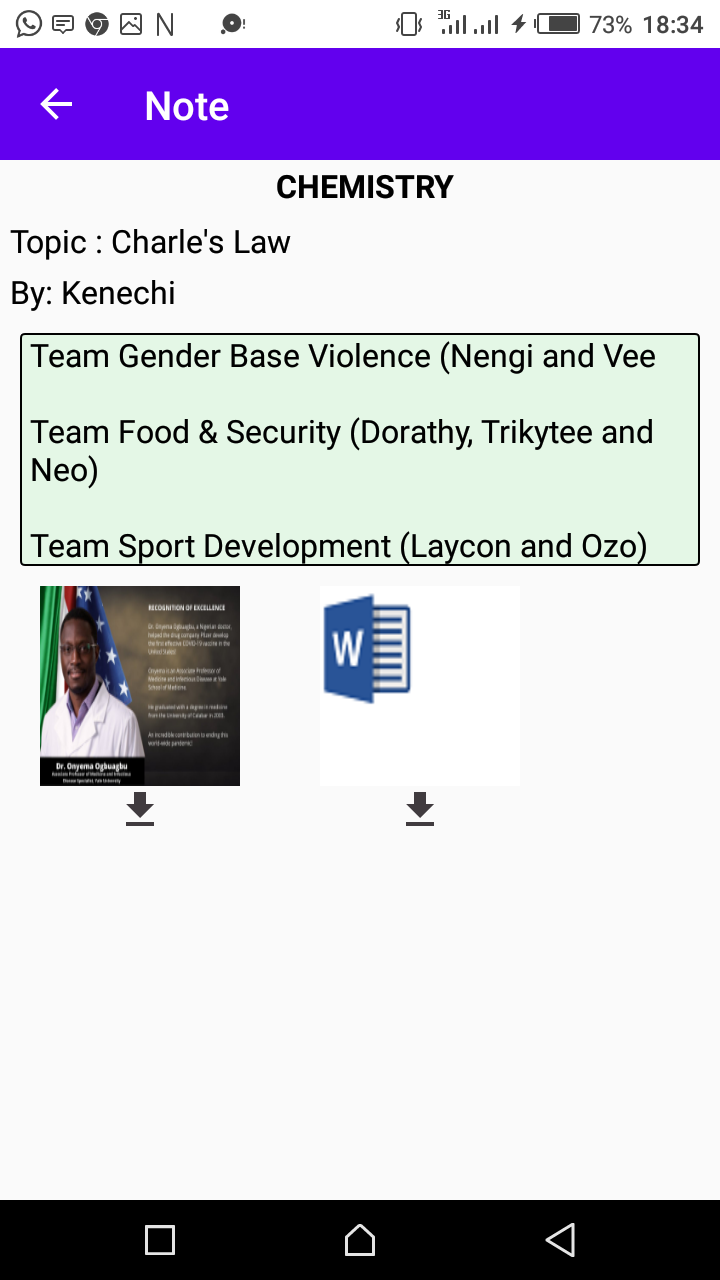 3G
73% 18:34
Note
CHEMISTRY
Topic : Charle's Law
By: Kenechi
Team Gender Base Violence (Nengi and Vee
Team Food & Security (Dorathy, Trikytee and
Neo)
Team Sport Development (Laycon and Ozo)
RECOGNITION OF EXCELLENCE
Dr. Onyema Ogbuagbu, a Nigerian doctor,
helped the drug company Pfizer develop
the first effective COVID-19 vaccine in the
United States!
Onyema is an Associate Professor of
Medicine and Infectious Disease at Yale
School of Medicine.
He graduated with a degree in medicine
from the University of Calabar in 2003.
An incredible contribution to ending this
world-wide pandemic!
Dr. Onyema Ogbuagbu
Associate Professor of Medicine and Infectious
Disease Specialist, Yale University
W